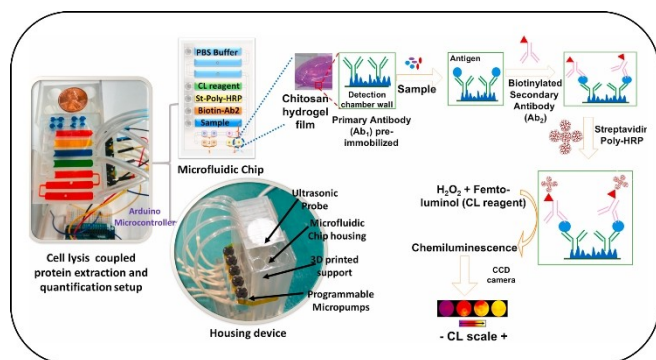 PBS Buffer
CL reagent
St-Poly-HRP
Biotin-Ab2
Sample
Microfluidic Chip
Arduino
Microcontroller
Cell lysis coupled
protein extraction and
quantification setup
Ultrasonic
Probe
Microfluidic
Chip housing
3D printed
support
Programmable
Micropumps
Housing device
Chitosan
hydrogel
film
Detection
chamber wall
Primary Antibody
(Ab1) pre-
immobilized
Sample
Antigen
Biotinylated
Secondary
Antibody
(Ab2)
Streptavidin
Poly-HRP
H2O2 + Femto-
luminol (CL reagent)
Chemiluminescence
CCD
camera
- CL scale +